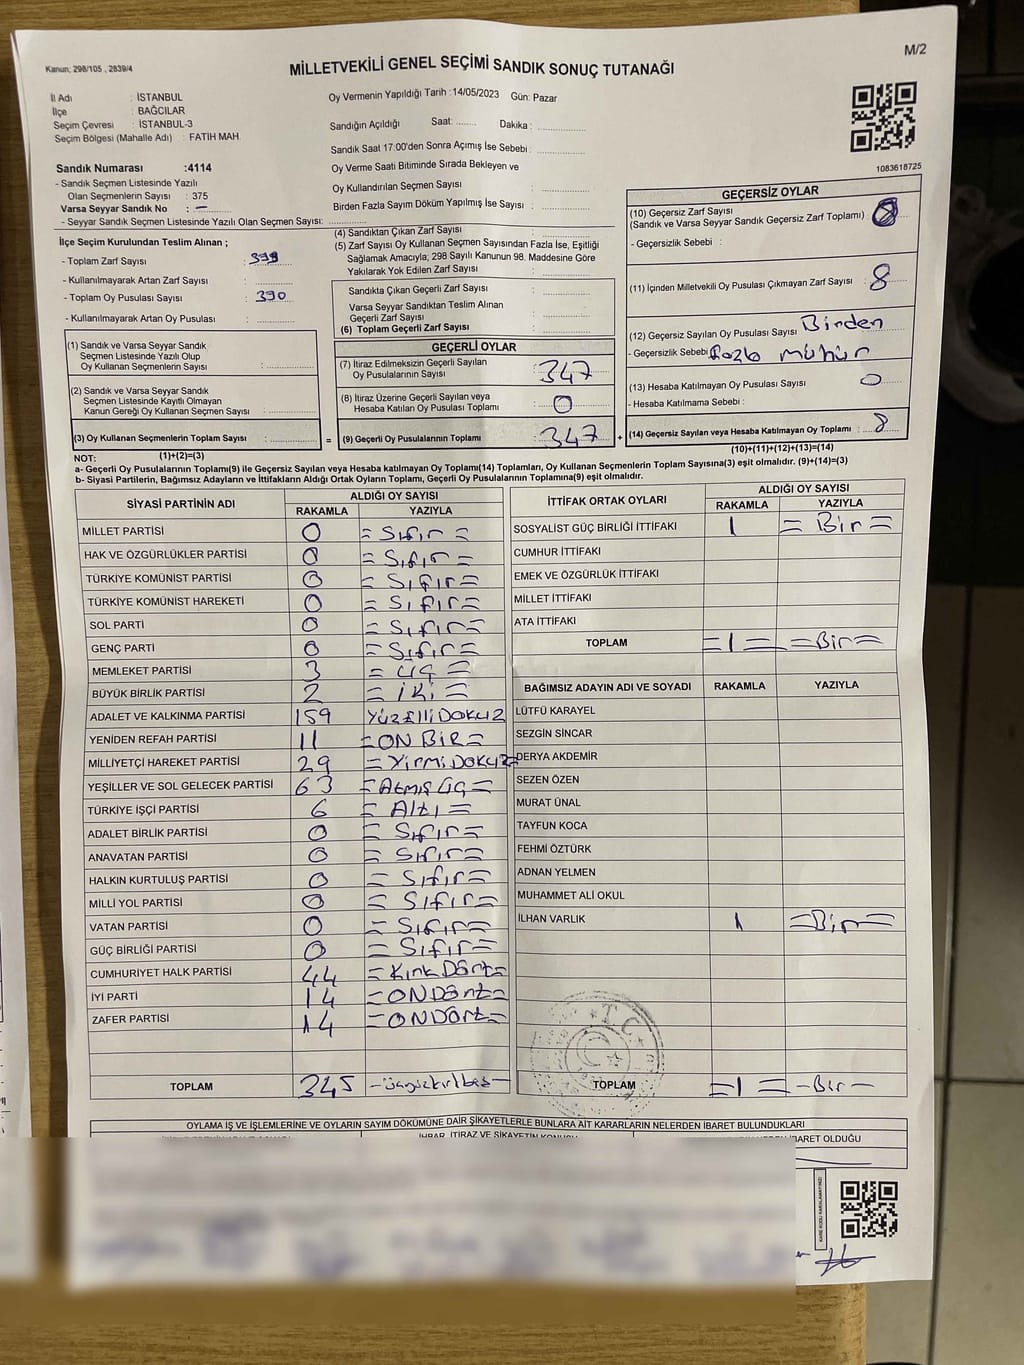 Kanun; 298/105 , 2839/4
M/2
MİLLETVEKİLİ GENEL SEÇİMİ SANDIK SONUÇ TUTANAĞI
İl Adı : İSTANBUL
İlçe : BAĞCILAR
Seçim Çevresi : İSTANBUL-3
Seçim Bölgesi (Mahalle Adı) : FATİH MAH.
Sandık Numarası :4114
- Sandık Seçmen Listesinde Yazılı
Olan Seçmenlerin Sayısı : 375
Varsa Seyyar Sandık No : -
- Seyyar Sandık Seçmen Listesinde Yazılı Olan Seçmen Sayısı:
İlçe Seçim Kurulundan Teslim Alınan ;
- Toplam Zarf Sayısı :
- Kullanılmayarak Artan Zarf Sayısı :
- Toplam Oy Pusulası Sayısı : 390
- Kullanılmayarak Artan Oy Pusulası :
Oy Vermenin Yapıldığı Tarih :14/05/2023 Gün: Pazar
Sandığın Açıldığı Saat: ....... Dakika :
Sandık Saat 17:00'den Sonra Açımış İse Sebebi :
Oy Verme Saati Bitiminde Sırada Bekleyen ve
Oy Kullandırılan Seçmen Sayısı :
Birden Fazla Sayım Döküm Yapılmış İse Sayısı :
(4) Sandıktan Çıkan Zarf Sayısı :
(5) Zarf Sayısı Oy Kullanan Seçmen Sayısından Fazla İse, Eşitliği
Sağlamak Amacıyla; 298 Sayılı Kanunun 98. Maddesine Göre
Yakılarak Yok Edilen Zarf Sayısı :
Sandıkta Çıkan Geçerli Zarf Sayısı :
Varsa Seyyar Sandıktan Teslim Alınan
Geçerli Zarf Sayısı :
(6) Toplam Geçerli Zarf Sayısı :
1083618725
GEÇERSİZ OYLAR
(10) Geçersiz Zarf Sayısı :
(Sandık ve Varsa Seyyar Sandık Geçersiz Zarf Toplamı)
- Geçersizlik Sebebi :
(11) İçinden Milletvekili Oy Pusulası Çıkmayan Zarf Sayısı : 8
(12) Geçersiz Sayılan Oy Pusulası Sayısı : Birden
- Geçersizlik Sebebi : fazla mühür
(13) Hesaba Katılmayan Oy Pusulası Sayısı : 0
- Hesaba Katılmama Sebebi :
(14) Geçersiz Sayılan veya Hesaba Katılmayan Oy Toplamı : 8
(10)+(11)+(12)+(13)=(14)
(1) Sandık ve Varsa Seyyar Sandık
Seçmen Listesinde Yazılı Olup
Oy Kullanan Seçmenlerin Sayısı :
(2) Sandık ve Varsa Seyyar Sandık
Seçmen Listesinde Kayıtlı Olmayan
Kanun Gereği Oy Kullanan Seçmen Sayısı :
(3) Oy Kullanan Seçmenlerin Toplam Sayısı :
(1)+(2)=(3)
GEÇERLİ OYLAR
(7) İtiraz Edilmeksizin Geçerli Sayılan
Oy Pusulalarının Sayısı : 347
(8) İtiraz Üzerine Geçerli Sayılan veya
Hesaba Katılan Oy Pusulası Toplamı : 0
= (9) Geçerli Oy Pusulalarının Toplamı : 347 +
NOT:
a- Geçerli Oy Pusulalarının Toplamı(9) ile Geçersiz Sayılan veya Hesaba katılmayan Oy Toplamı(14) Toplamları, Oy Kullanan Seçmenlerin Toplam Sayısına(3) eşit olmalıdır. (9)+(14)=(3)
b- Siyasi Partilerin, Bağımsız Adayların ve İttifakların Aldığı Ortak Oyların Toplamı, Geçerli Oy Pusulalarının Toplamına(9) eşit olmalıdır.
SİYASİ PARTİNİN ADI ALDIĞI OY SAYISI
RAKAMLA YAZIYLA
MİLLET PARTİSİ 0 = Sıfır =
HAK VE ÖZGÜRLÜKLER PARTİSİ 0 = Sıfır =
TÜRKİYE KOMÜNİST PARTİSİ 0 = Sıfır =
TÜRKİYE KOMÜNİST HAREKETİ 0 = Sıfır =
SOL PARTİ 0 = Sıfır =
GENÇ PARTİ 0 = Sıfır =
MEMLEKET PARTİSİ 3 = Üç =
BÜYÜK BİRLİK PARTİSİ 2 = İki =
ADALET VE KALKINMA PARTİSİ 159 YÜZELLİDOKUZ
YENİDEN REFAH PARTİSİ 11 = ON BİR =
MİLLİYETÇİ HAREKET PARTİSİ 29 = Yirmi DOKUZ =
YEŞİLLER VE SOL GELECEK PARTİSİ 63 = Atmış Üç =
TÜRKİYE İŞÇİ PARTİSİ 6 = Altı =
ADALET BİRLİK PARTİSİ 0 = Sıfır =
ANAVATAN PARTİSİ 0 = Sıfır =
HALKIN KURTULUŞ PARTİSİ 0 = Sıfır =
MİLLİ YOL PARTİSİ 0 = Sıfır =
VATAN PARTİSİ 0 = Sıfır =
GÜÇ BİRLİĞİ PARTİSİ 0 = Sıfır =
CUMHURİYET HALK PARTİSİ 44 = Kırk Dört =
İYİ PARTİ 14 = ON Dört =
ZAFER PARTİSİ 14 = ON Dört =
TOPLAM 345
İTTİFAK ORTAK OYLARI ALDIĞI OY SAYISI
RAKAMLA YAZIYLA
SOSYALİST GÜÇ BİRLİĞİ İTTİFAKI 1 = Bir =
CUMHUR İTTİFAKI
EMEK VE ÖZGÜRLÜK İTTİFAKI
MİLLET İTTİFAKI
ATA İTTİFAKI
TOPLAM =1= =Bir=
BAĞIMSIZ ADAYIN ADI VE SOYADI RAKAMLA YAZIYLA
LÜTFÜ KARAYEL
SEZGİN SİNCAR
DERYA AKDEMİR
SEZEN ÖZEN
MURAT ÜNAL
TAYFUN KOCA
FEHMİ ÖZTÜRK
ADNAN YELMEN
MUHAMMET ALİ OKUL
İLHAN VARLIK 1 =Bir=
T.C.
TOPLAM =1= -Bir-
OYLAMA İŞ VE İŞLEMLERİNE VE OYLARIN SAYIM DÖKÜMÜNE DAİR ŞİKAYETLERLE BUNLARA AİT KARARLARIN NELERDEN İBARET BULUNDUKLARI
İHBAR, İTİRAZ VE ŞİKAYETİN KONUSU
İBARET OLDUĞU